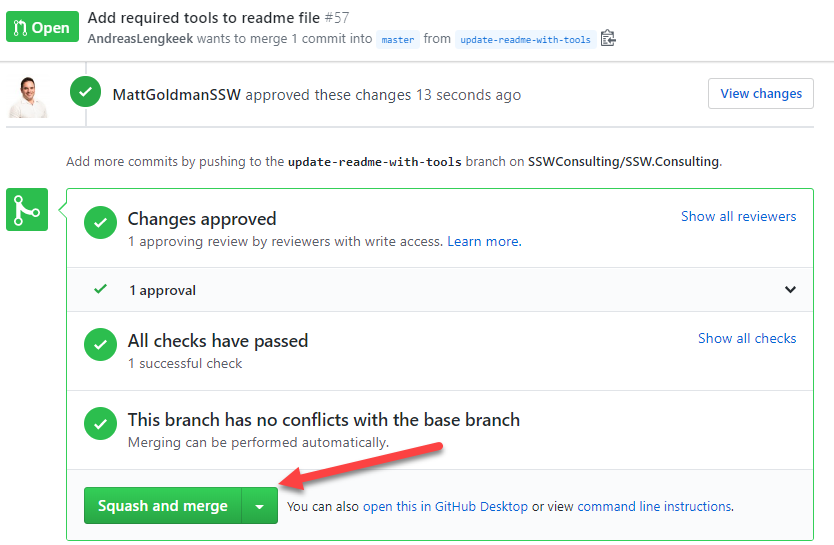 Open
Add required tools to readme file #57
AndreasLengkeek wants to merge 1 commit into master from update-readme-with-tools
MattGoldmanSSW approved these changes 13 seconds ago
View changes
Add more commits by pushing to the update-readme-with-tools branch on SSWConsulting/SSW.Consulting.
Changes approved
Show all reviewers
1 approving review by reviewers with write access. Learn more.
1 approval
All checks have passed
Show all checks
1 successful check
This branch has no conflicts with the base branch
Merging can be performed automatically.
Squash and merge
You can also open this in GitHub Desktop or view command line instructions.